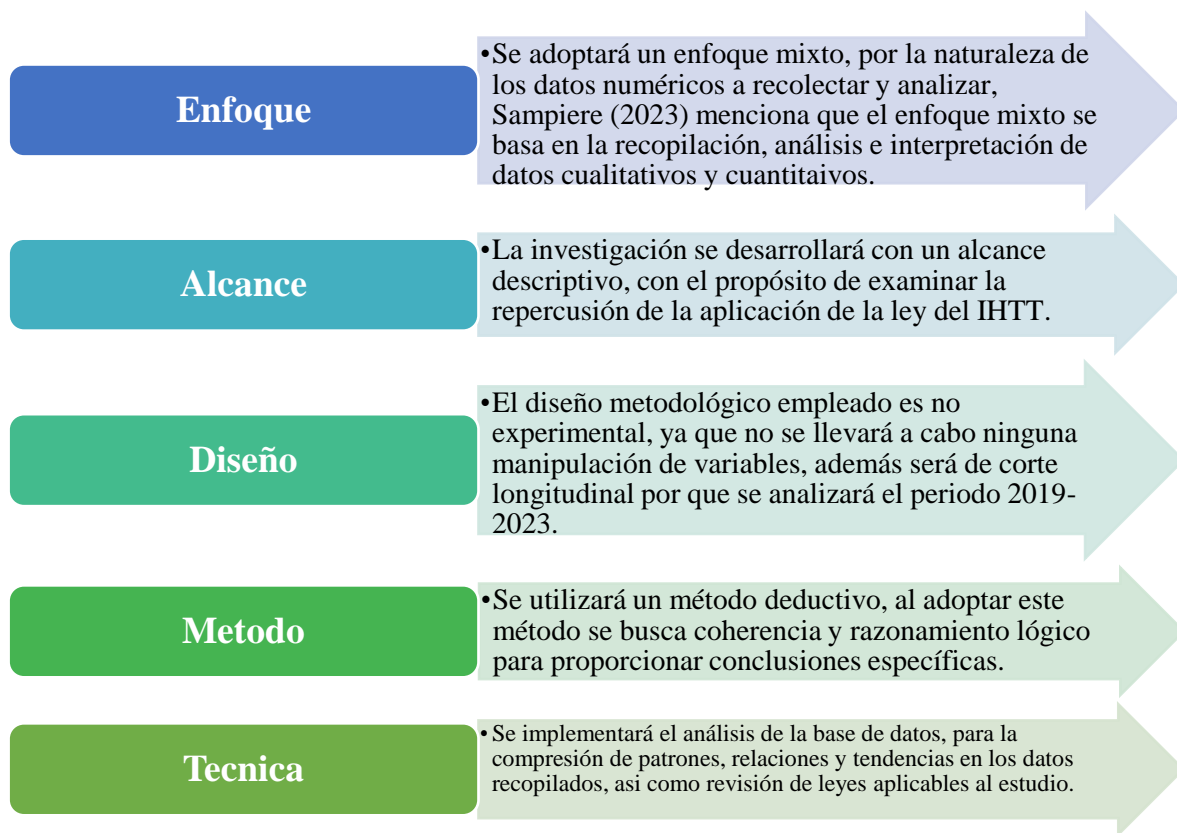 Enfoque
•Se adoptará un enfoque mixto, por la naturaleza de
los datos numéricos a recolectar y analizar,
Sampiere (2023) menciona que el enfoque mixto se
basa en la recopilación, análisis e interpretación de
datos cualitativos y cuantitaivos.
Alcance
•La investigación se desarrollará con un alcance
descriptivo, con el propósito de examinar la
repercusión de la aplicación de la ley del IHTT.
Diseño
•El diseño metodológico empleado es no
experimental, ya que no se llevará a cabo ninguna
manipulación de variables, además será de corte
longitudinal por que se analizará el periodo 2019-
2023.
Metodo
•Se utilizará un método deductivo, al adoptar este
método se busca coherencia y razonamiento lógico
para proporcionar conclusiones específicas.
Tecnica
• Se implementará el análisis de la base de datos, para la
compresión de patrones, relaciones y tendencias en los datos
recopilados, asi como revisión de leyes aplicables al estudio.